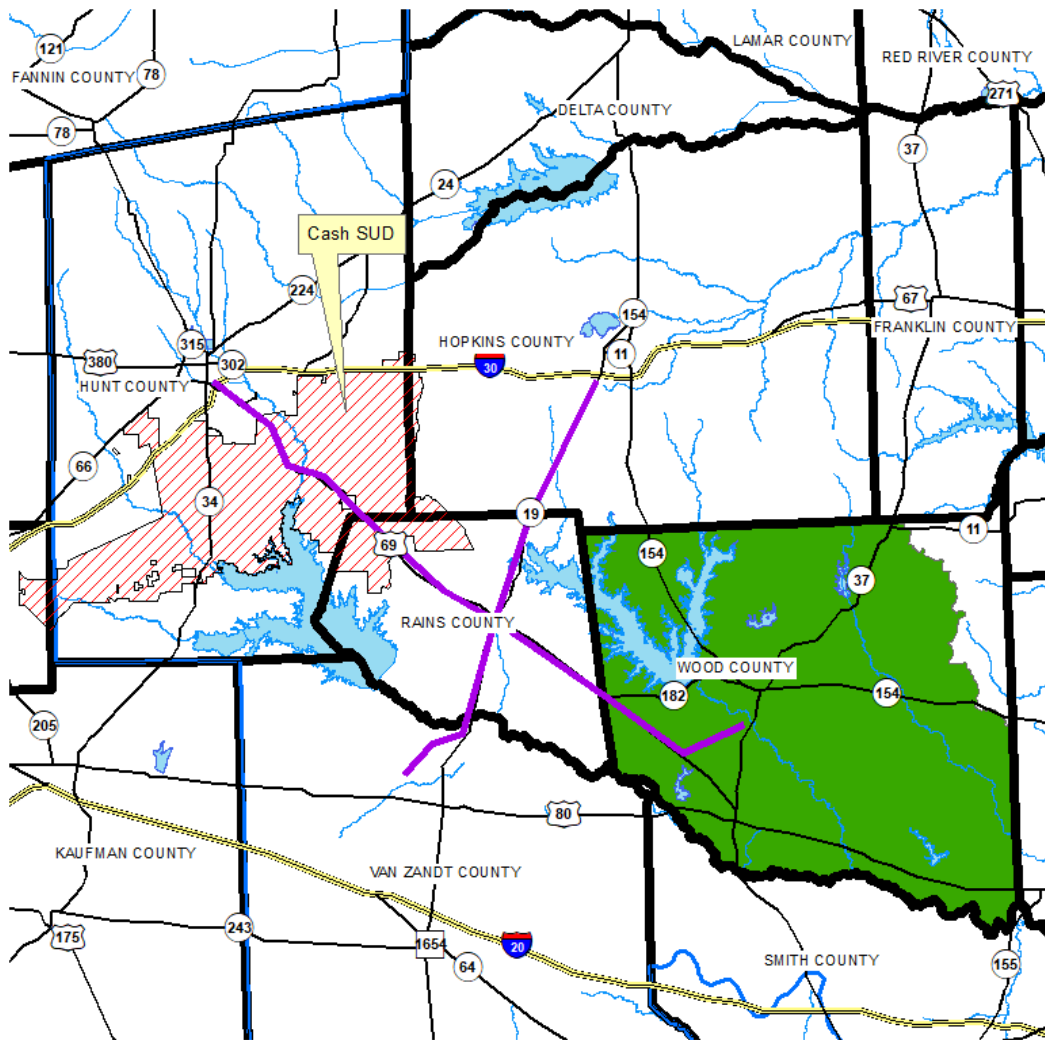 121
LAMAR COUNTY
RED RIVER COUNTY
FANNIN COUNTY
78
271
DELTA COUNTY
78
37
24
Cash SUD
224
67
154
FRANKLIN COUNTY
315
HOPKINS COUNTY
11
380
302
30
HUNT COUNTY
66
34
19
11
69
154
37
RAINS COUNTY
WOOD COUNTY
182
154
205
80
KAUFMAN COUNTY
VAN ZANDT COUNTY
243
175
1654
20
64
SMITH COUNTY
155